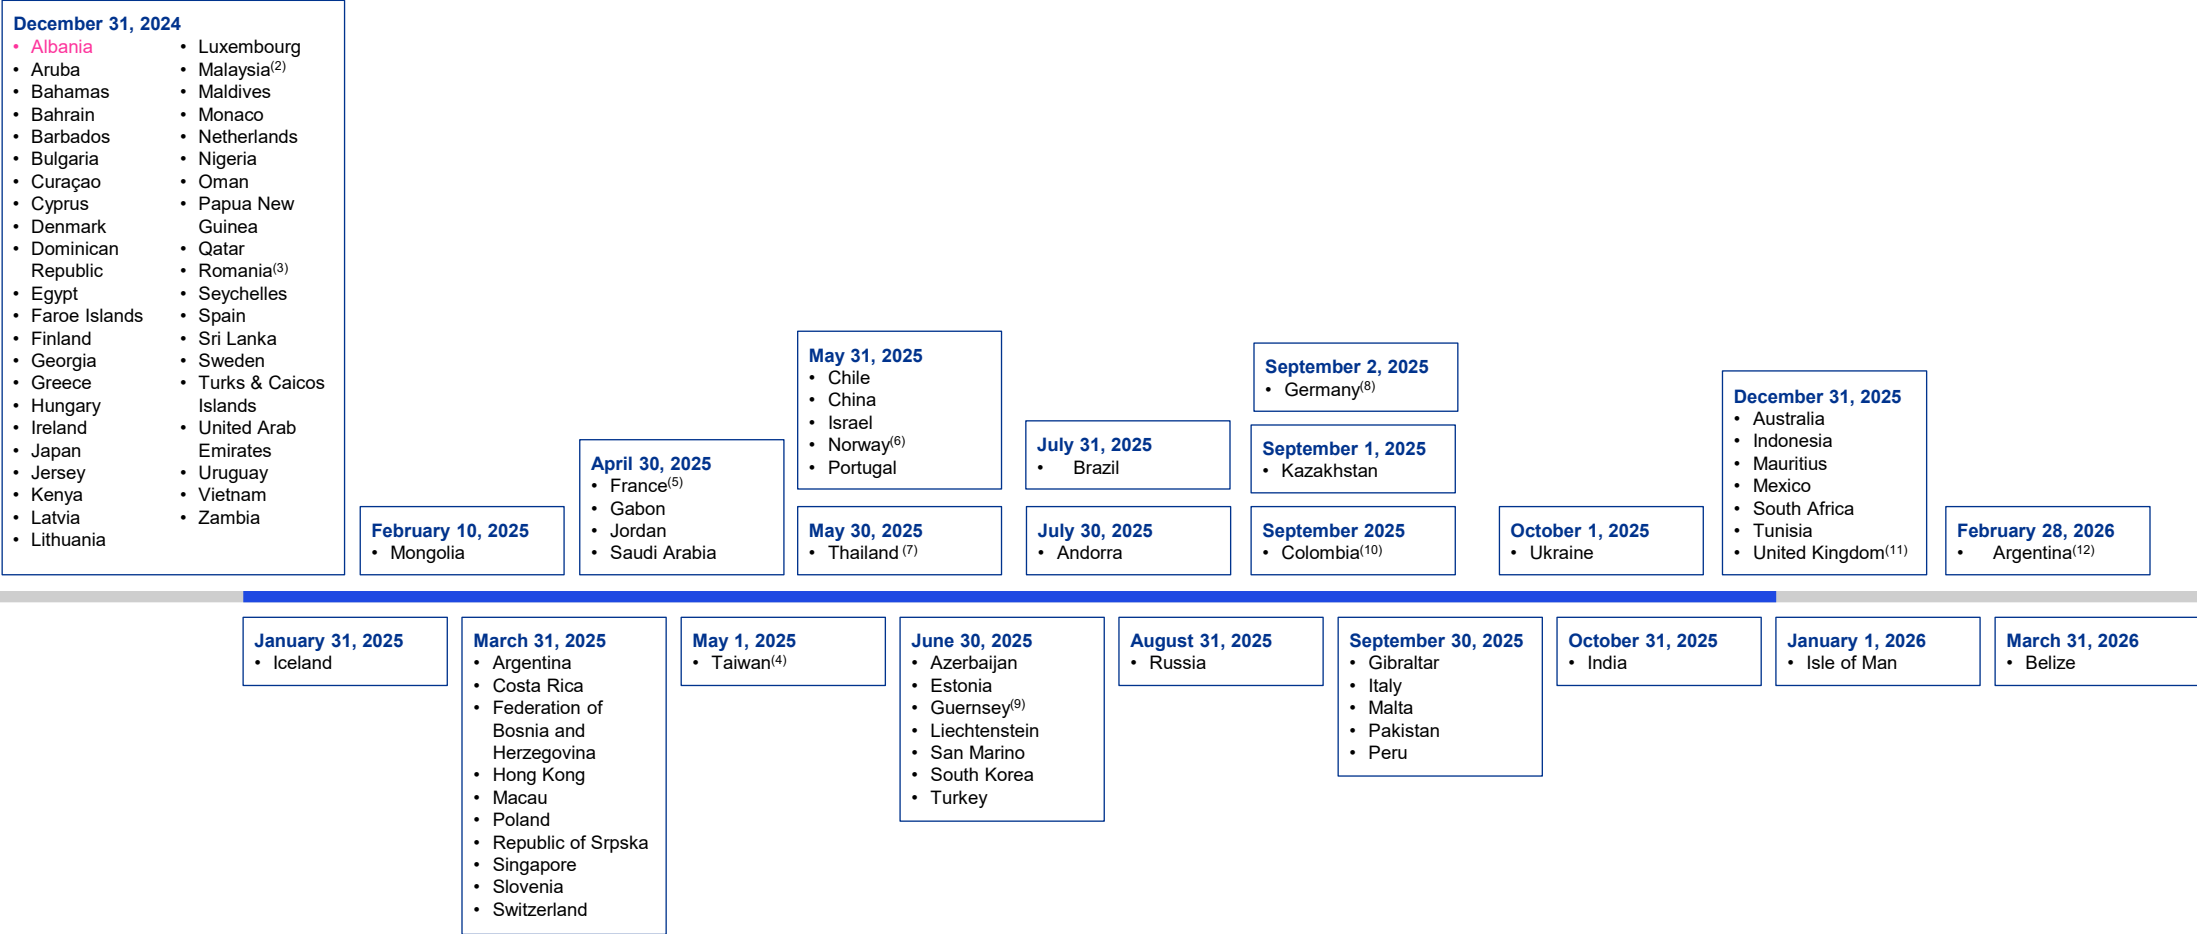 December 31, 2024
• Albania
• Aruba
• Bahamas
• Bahrain
• Barbados
• Bulgaria
• Curaçao
• Cyprus
• Denmark
• Dominican
Republic
• Egypt
• Faroe Islands
• Finland
• Georgia
• Greece
• Hungary
• Ireland
• Japan
• Jersey
• Kenya
• Latvia
• Lithuania
• Luxembourg
• Malaysia(2)
• Maldives
• Monaco
• Netherlands
• Nigeria
• Oman
• Papua New
Guinea
• Qatar
• Romania(3)
• Seychelles
• Spain
• Sri Lanka
• Sweden
• Turks & Caicos
Islands
• United Arab
Emirates
• Uruguay
• Vietnam
• Zambia
February 10, 2025
• Mongolia
April 30, 2025
• France(5)
• Gabon
• Jordan
• Saudi Arabia
May 31, 2025
• Chile
• China
• Israel
• Norway(6)
• Portugal
May 30, 2025
• Thailand (7)
July 31, 2025
• Brazil
July 30, 2025
• Andorra
September 2, 2025
• Germany(8)
September 1, 2025
• Kazakhstan
September 2025
• Colombia(10)
October 1, 2025
• Ukraine
December 31, 2025
• Australia
• Indonesia
• Mauritius
• Mexico
• South Africa
• Tunisia
• United Kingdom(11)
February 28, 2026
• Argentina(12)
January 31, 2025
• Iceland
March 31, 2025
• Argentina
• Costa Rica
• Federation of
Bosnia and
Herzegovina
• Hong Kong
• Macau
• Poland
• Republic of Srpska
• Singapore
• Slovenia
• Switzerland
May 1, 2025
• Taiwan(4)
June 30, 2025
• Azerbaijan
• Estonia
• Guernsey(9)
• Liechtenstein
• San Marino
• South Korea
• Turkey
August 31, 2025
• Russia
September 30, 2025
• Gibraltar
• Italy
• Malta
• Pakistan
• Peru
October 31, 2025
• India
January 1, 2026
• Isle of Man
March 31, 2026
• Belize